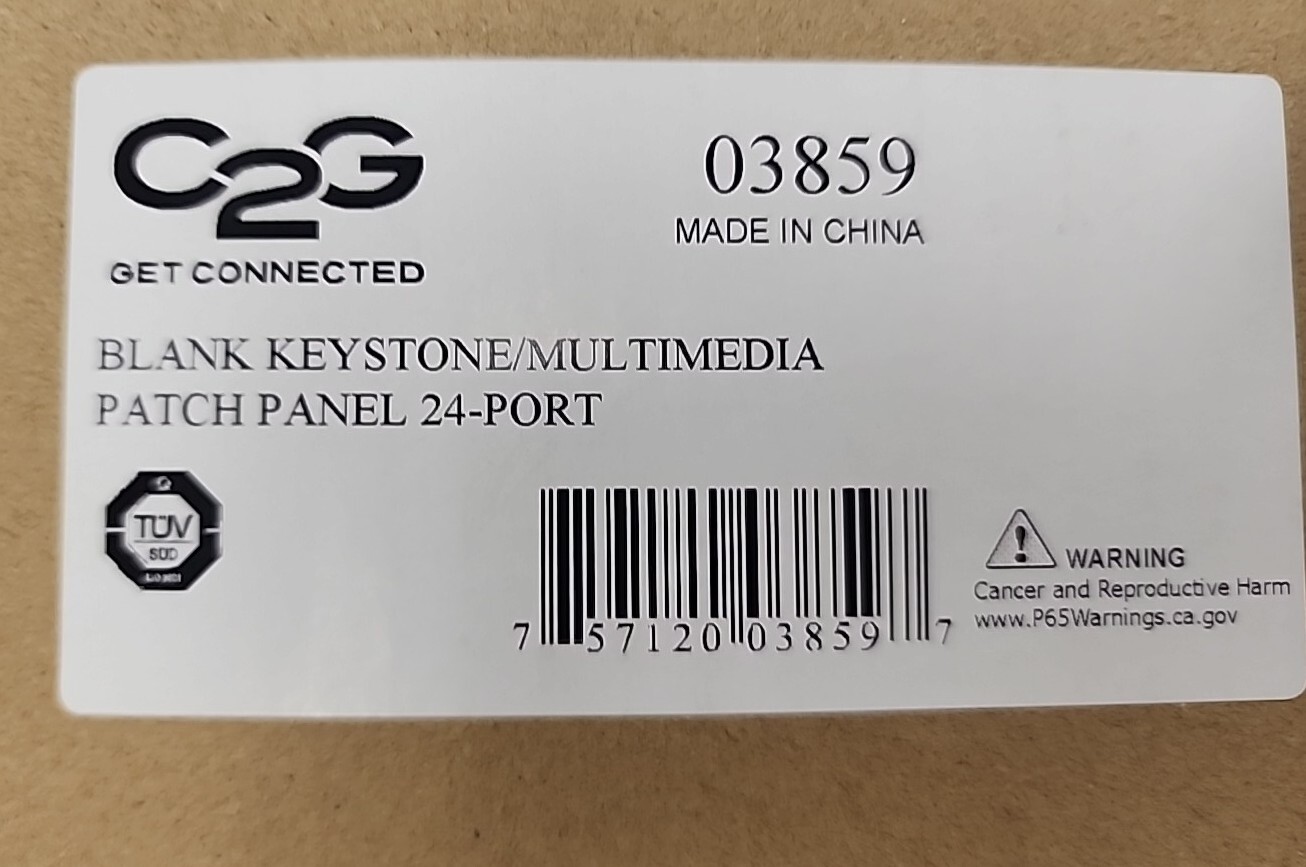 C2G
GET CONNECTED
03859
MADE IN CHINA
BLANK KEYSTONE/MULTIMEDIA
PATCH PANEL 24-PORT
TÜV
SÜD
7 57120 03859 7
WARNING
Cancer and Reproductive Harm
www.P65Warnings.ca.gov